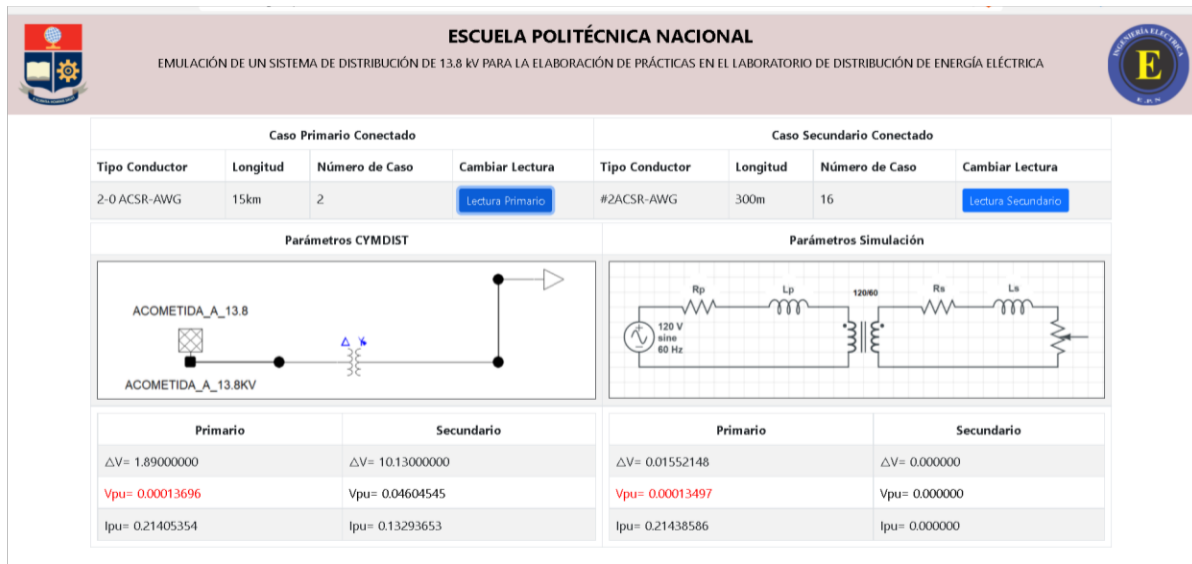 ESCUELA POLITÉCNICA NACIONAL
EMULACIÓN DE UN SISTEMA DE DISTRIBUCIÓN DE 13.8 kV PARA LA ELABORACIÓN DE PRÁCTICAS EN EL LABORATORIO DE DISTRIBUCIÓN DE ENERGÍA ELÉCTRICA
INGENIERÍA ELÉCTRICA
E
E.P.N
Caso Primario Conectado
Caso Secundario Conectado
Tipo Conductor Longitud Número de Caso Cambiar Lectura Tipo Conductor Longitud Número de Caso Cambiar Lectura
2-0 ACSR-AWG 15km 2 Lectura Primario #2ACSR-AWG 300m 16 Lectura Secundario
Parámetros CYMDIST
Parámetros Simulación
ACOMETIDA_A_13.8
ACOMETIDA_A_13.8KV
Rp Lp 120/60 Rs Ls
120 V
sine
60 Hz
Primario Secundario Primario Secundario
△V= 1.89000000 △V= 10.13000000 △V= 0.01552148 △V= 0.000000
Vpu= 0.00013696 Vpu= 0.04604545 Vpu= 0.00013497 Vpu= 0.000000
Ipu= 0.21405354 Ipu= 0.13293653 Ipu= 0.21438586 Ipu= 0.000000